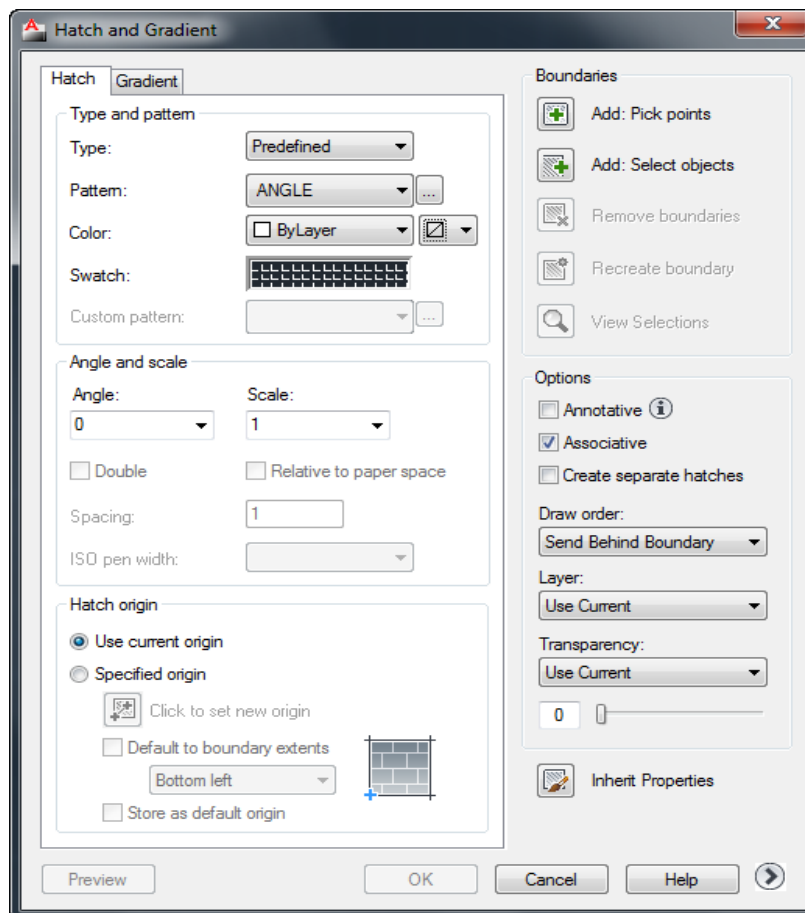 Hatch and Gradient
Hatch
Gradient
Type and pattern
Type:
Predefined
Pattern:
ANGLE
...
Color:
ByLayer
Swatch:
Custom pattern:
...
Angle and scale
Angle:
Scale:
0
1
Double
Relative to paper space
Spacing:
1
ISO pen width:
Hatch origin
Use current origin
Specified origin
Click to set new origin
Default to boundary extents
Bottom left
Store as default origin
Boundaries
Add: Pick points
Add: Select objects
Remove boundaries
Recreate boundary
View Selections
Options
Annotative
Associative
Create separate hatches
Draw order:
Send Behind Boundary
Layer:
Use Current
Transparency:
Use Current
0
Inherit Properties
Preview
OK
Cancel
Help